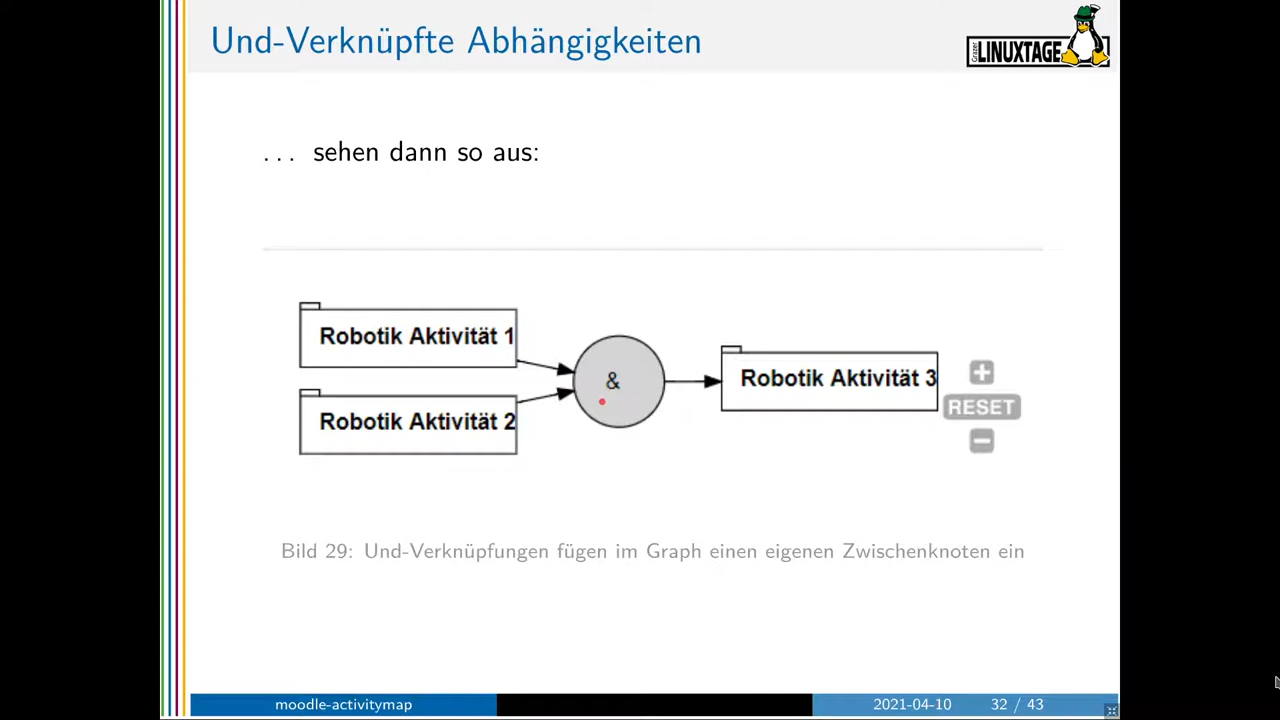 Und-Verknüpfte Abhängigkeiten
Grazer
LINUXTAGE
... sehen dann so aus:
Robotik Aktivität 1
Robotik Aktivität 2
&
Robotik Aktivität 3
+
RESET
−
Bild 29: Und-Verknüpfungen fügen im Graph einen eigenen Zwischenknoten ein
moodle-activitymap
2021-04-10
32 / 43